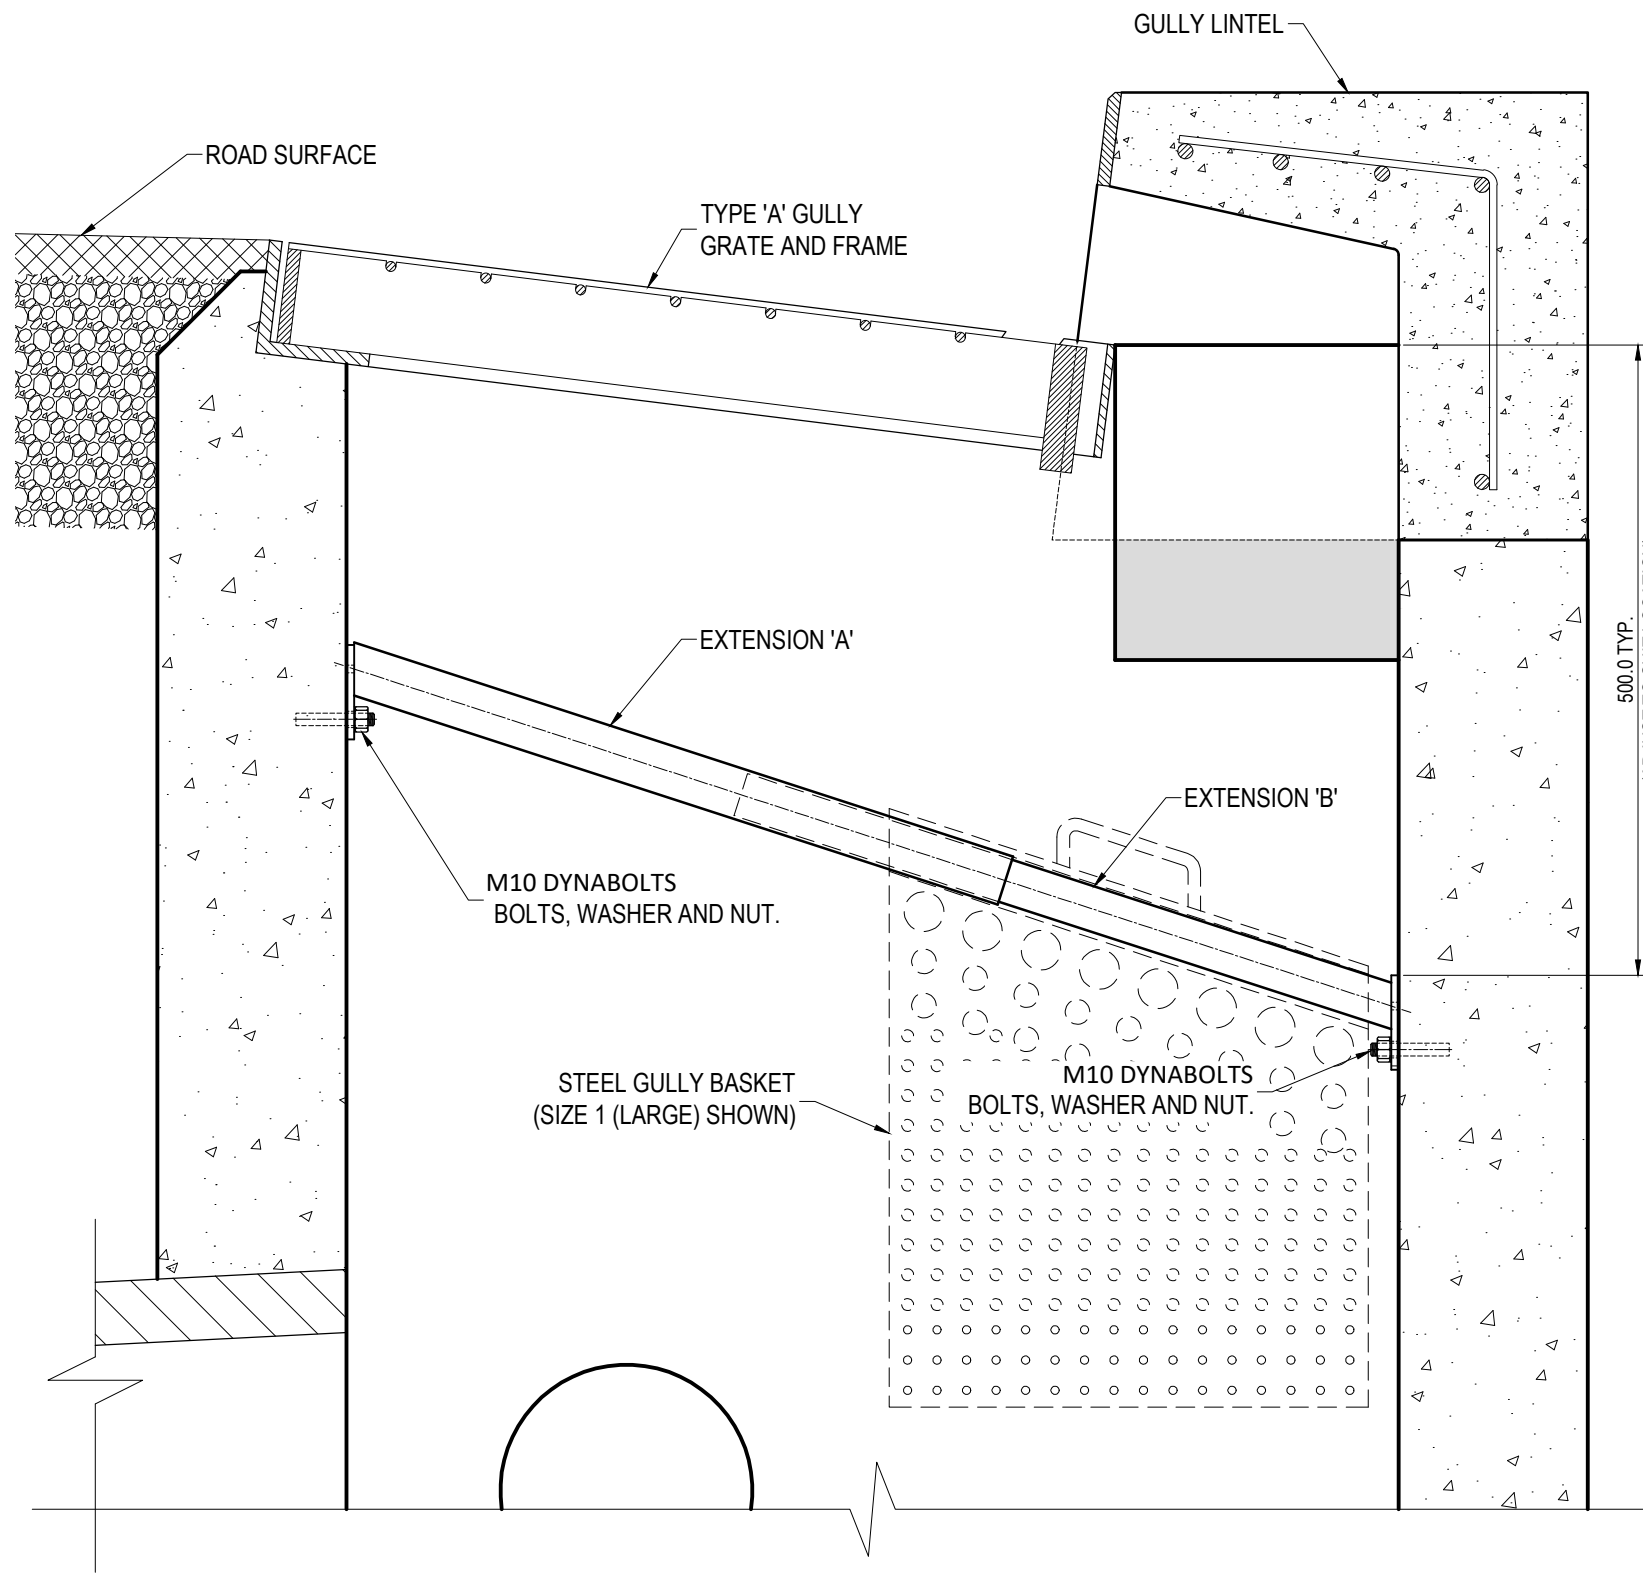 GULLY LINTEL
ROAD SURFACE
TYPE 'A' GULLY
GRATE AND FRAME
EXTENSION 'A'
500.0 TYP.
EXTENSION 'B'
M10 DYNABOLTS
BOLTS, WASHER AND NUT.
STEEL GULLY BASKET
(SIZE 1 (LARGE) SHOWN)
M10 DYNABOLTS
BOLTS, WASHER AND NUT.